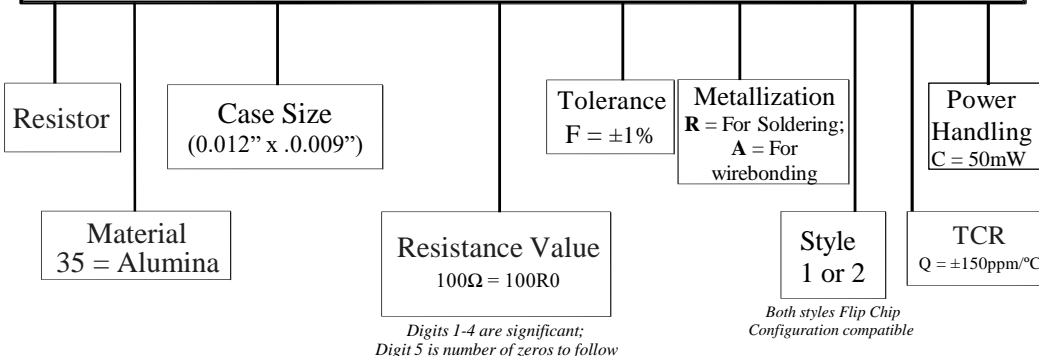 Resistor
Case Size
(0.012” x .0.009”)
Tolerance
F = ±1%
Metallization
R = For Soldering;
A = For
wirebonding
Power
Handling
C = 50mW
Material
35 = Alumina
Resistance Value
100Ω = 100R0
Digits 1-4 are significant;
Digit 5 is number of zeros to follow
Style
1 or 2
Both styles Flip Chip
Configuration compatible
TCR
Q = ±150ppm/ºC